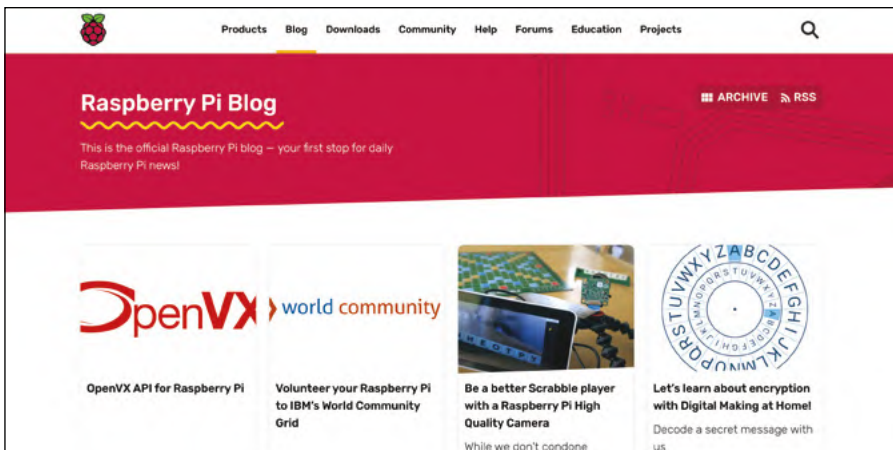 Products Blog Downloads Community Help Forums Education Projects
Raspberry Pi Blog
ARCHIVE RSS
This is the official Raspberry Pi blog — your first stop for daily
Raspberry Pi news!
OpenVX
world community
OpenVX API for Raspberry Pi
Volunteer your Raspberry Pi
to IBM's World Community
Grid
Be a better Scrabble player
with a Raspberry Pi High
Quality Camera
While we don't condone
Let's learn about encryption
with Digital Making at Home!
Decode a secret message with
us